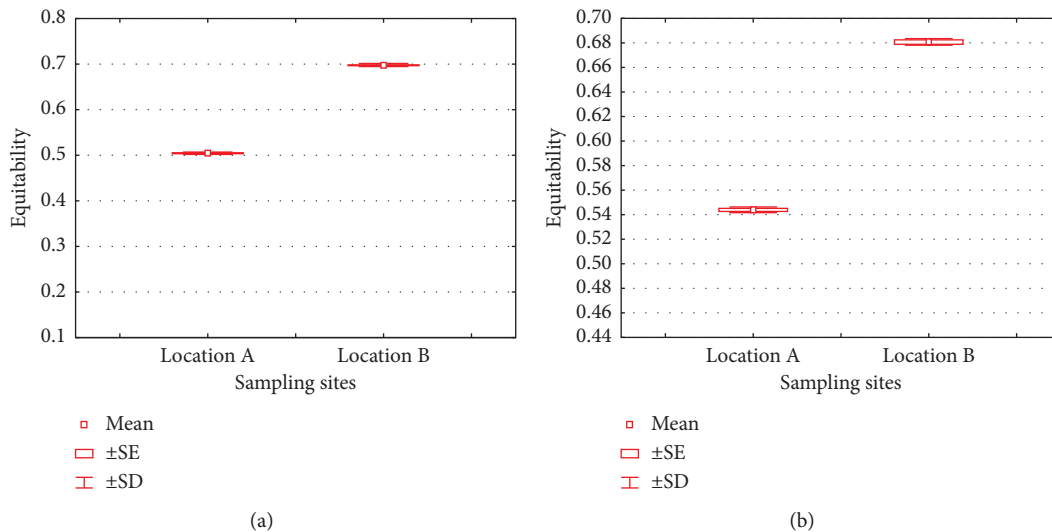 0.8
0.7
0.6
0.5
0.4
0.3
0.2
0.1
Equitability
Location A Location B
Sampling sites
Mean
±SE
±SD
(a)
0.70
0.68
0.66
0.64
0.62
0.60
0.58
0.56
0.54
0.52
0.50
0.48
0.46
0.44
Equitability
Location A Location B
Sampling sites
Mean
±SE
±SD
(b)